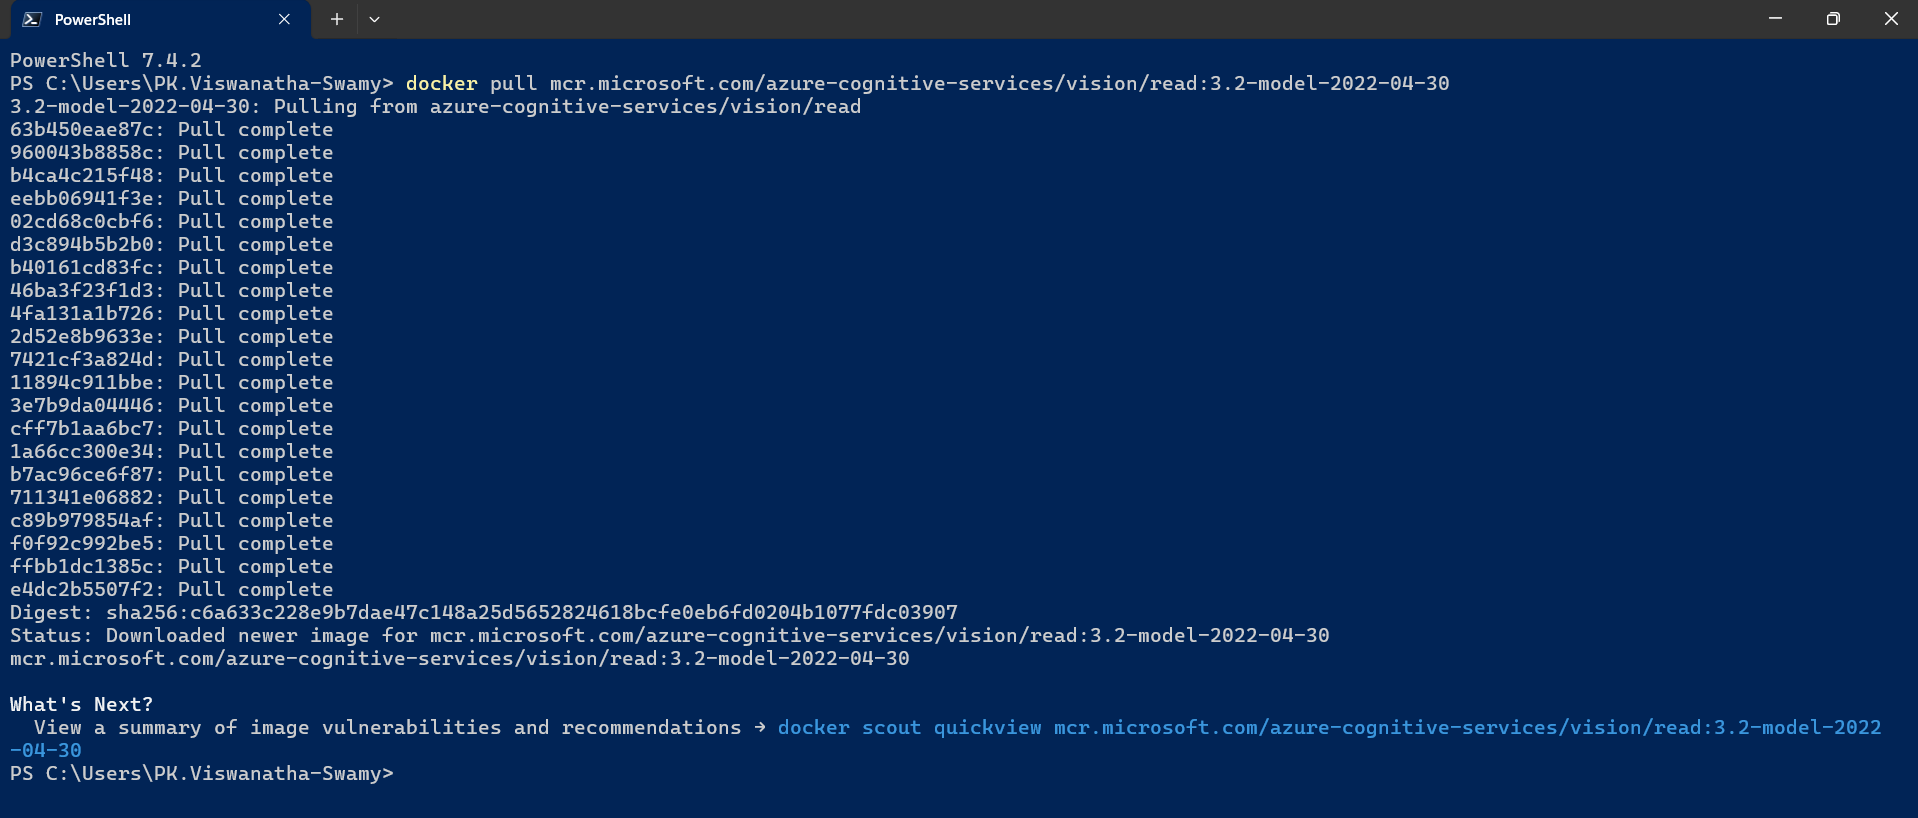 PowerShell
PowerShell 7.4.2
PS C:\Users\PK.Viswanatha-Swamy> docker pull mcr.microsoft.com/azure-cognitive-services/vision/read:3.2-model-2022-04-30
3.2-model-2022-04-30: Pulling from azure-cognitive-services/vision/read
63b450eae87c: Pull complete
960043b8858c: Pull complete
b4ca4c215f48: Pull complete
eebb06941f3e: Pull complete
02cd68c0cbf6: Pull complete
d3c894b5b2b0: Pull complete
b40161cd83fc: Pull complete
46ba3f23f1d3: Pull complete
4fa131a1b726: Pull complete
2d52e8b9633e: Pull complete
7421cf3a824d: Pull complete
11894c911bbe: Pull complete
3e7b9da04446: Pull complete
cff7b1aa6bc7: Pull complete
1a66cc300e34: Pull complete
b7ac96ce6f87: Pull complete
711341e06882: Pull complete
c89b979854af: Pull complete
f0f92c992be5: Pull complete
ffbb1dc1385c: Pull complete
e4dc2b5507f2: Pull complete
Digest: sha256:c6a633c228e9b7dae47c148a25d5652824618bcfe0eb6fd0204b1077fdc03907
Status: Downloaded newer image for mcr.microsoft.com/azure-cognitive-services/vision/read:3.2-model-2022-04-30
mcr.microsoft.com/azure-cognitive-services/vision/read:3.2-model-2022-04-30
What's Next?
View a summary of image vulnerabilities and recommendations → docker scout quickview mcr.microsoft.com/azure-cognitive-services/vision/read:3.2-model-2022
-04-30
PS C:\Users\PK.Viswanatha-Swamy>